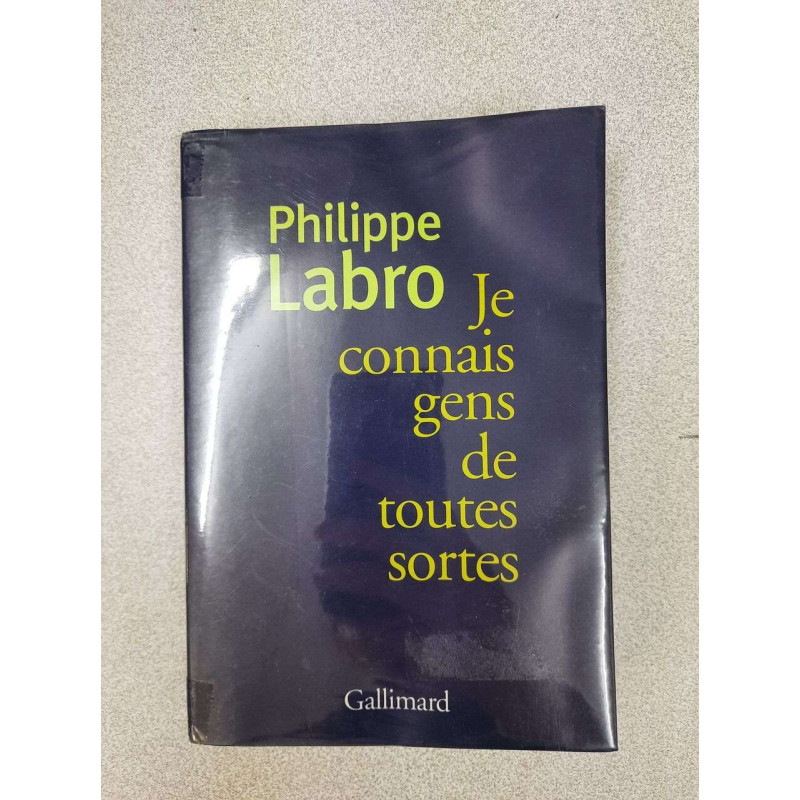 Philippe
Labro
Je
connais
gens
de
toutes
sortes
Gallimard